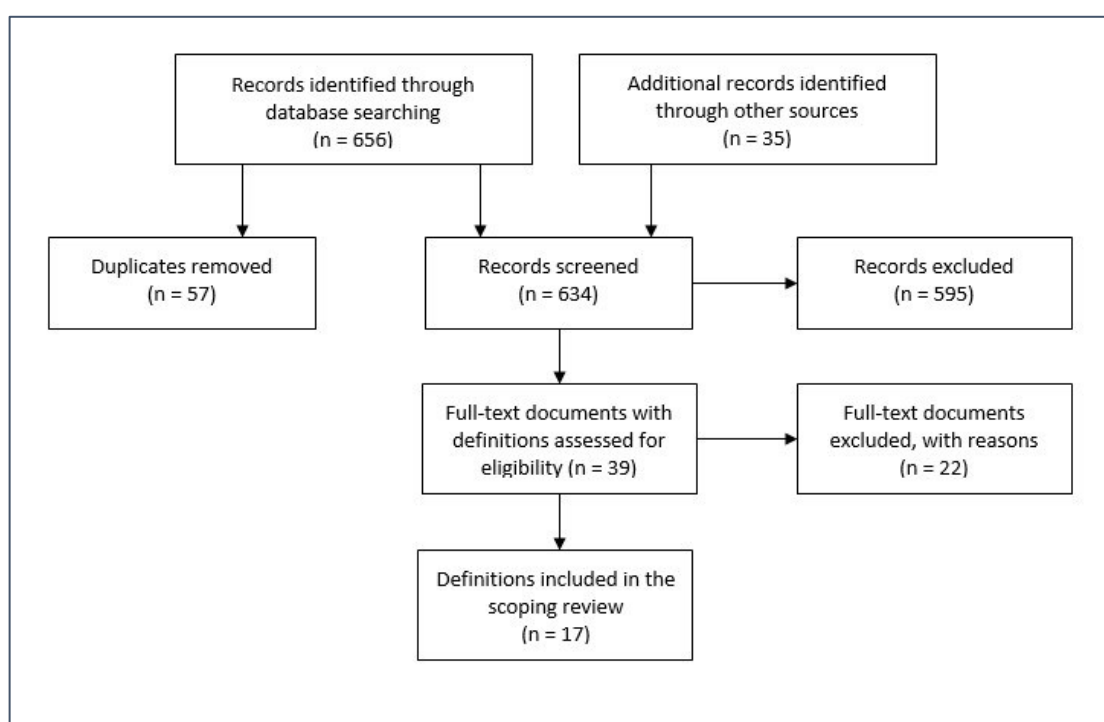 Records identified through
database searching
(n = 656)
Additional records identified
through other sources
(n = 35)
Duplicates removed
(n = 57)
Records screened
(n = 634)
Records excluded
(n = 595)
Full-text documents with
definitions assessed for
eligibility (n = 39)
Full-text documents
excluded, with reasons
(n = 22)
Definitions included in the
scoping review
(n = 17)